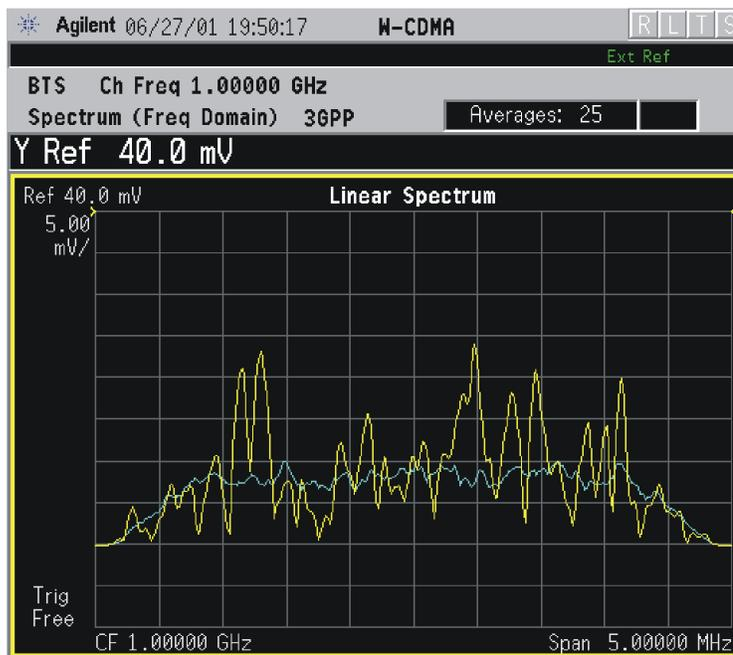 Agilent 06/27/01 19:50:17 W-CDMA R L T S
Ext Ref
BTS Ch Freq 1.00000 GHz
Spectrum (Freq Domain) 3GPP Averages: 25
Y Ref 40.0 mV
Ref 40.0 mV Linear Spectrum
5.00
mV/
Trig
Free
CF 1.00000 GHz Span 5.00000 MHz